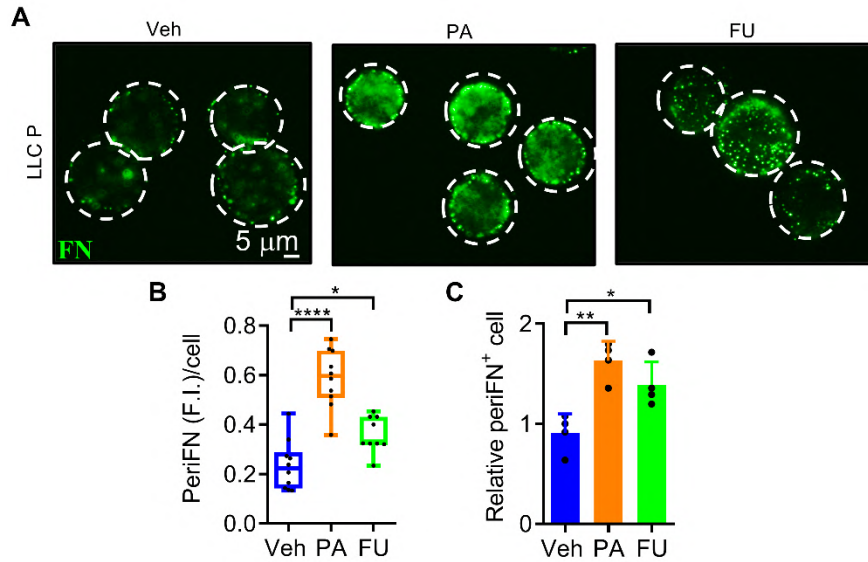 A
Veh PA FU
LLC P
FN
5 μm
B
*
****
PeriFN (F.I.)/cell
0.8
0.6
0.4
0.2
0.0
Veh PA FU
C
*
**
Relative periFN⁺ cell
2
1
0
Veh PA FU